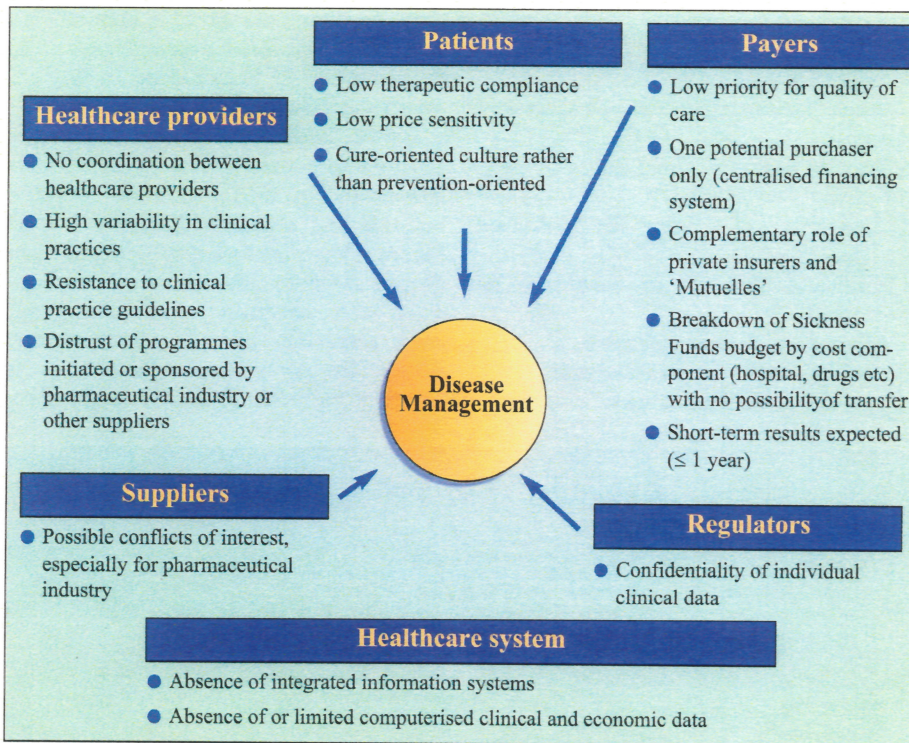 Patients
Low therapeutic compliance
Low price sensitivity
Cure-oriented culture rather
than prevention-oriented
Payers
Low priority for quality of
care
One potential purchaser
only (centralised financing
system)
Complementary role of
private insurers and
‘Mutuelles’
Breakdown of Sickness
Funds budget by cost com-
ponent (hospital, drugs etc)
with no possibilityof transfer
Short-term results expected
(≤ 1 year)
Healthcare providers
No coordination between
healthcare providers
High variability in clinical
practices
Resistance to clinical
practice guidelines
Distrust of programmes
initiated or sponsored by
pharmaceutical industry or
other suppliers
Disease
Management
Suppliers
Possible conflicts of interest,
especially for pharmaceutical
industry
Regulators
Confidentiality of individual
clinical data
Healthcare system
Absence of integrated information systems
Absence of or limited computerised clinical and economic data